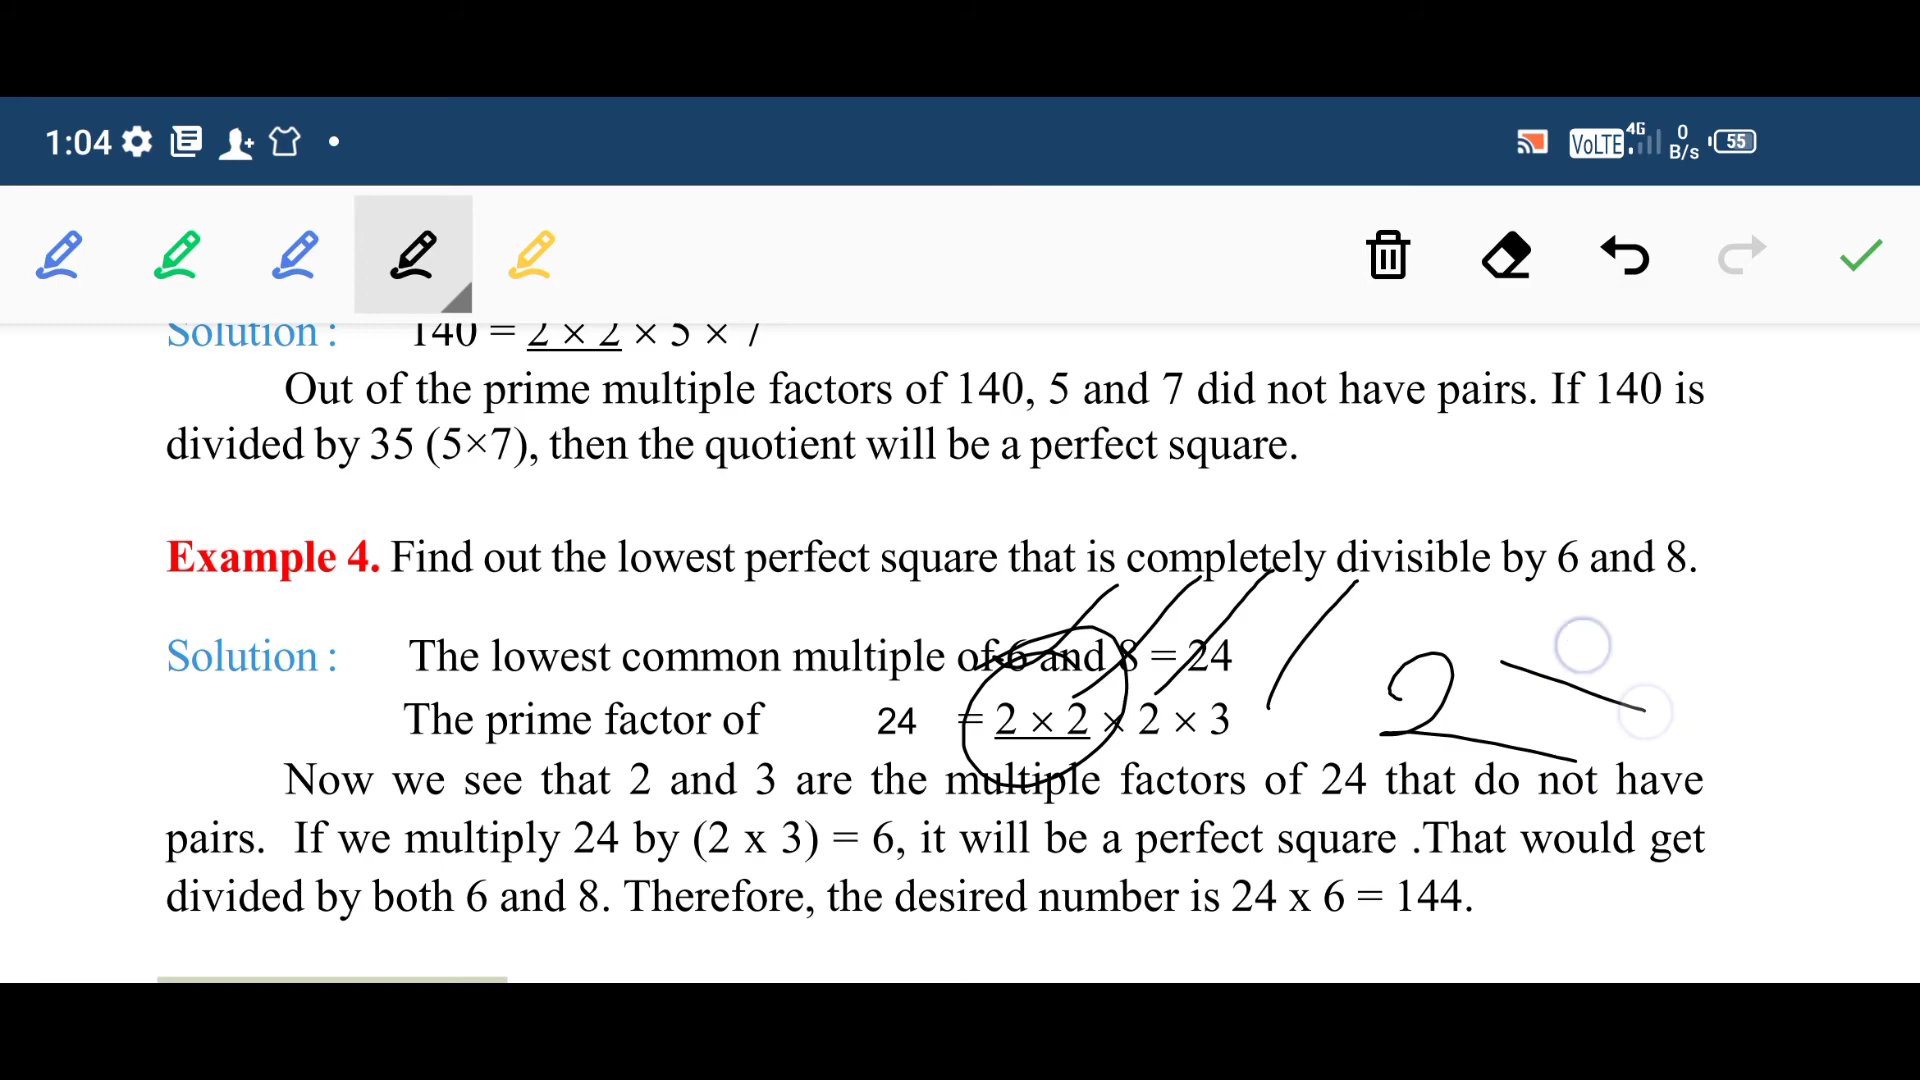 1:04
VoLTE 4G 0 B/s 55
Solution : 140 = 2 × 2 × 5 × 7
Out of the prime multiple factors of 140, 5 and 7 did not have pairs. If 140 is
divided by 35 (5×7), then the quotient will be a perfect square.
Example 4. Find out the lowest perfect square that is completely divisible by 6 and 8.
Solution : The lowest common multiple of 6 and 8 = 24
The prime factor of 24 = 2 × 2 × 2 × 3
2
Now we see that 2 and 3 are the multiple factors of 24 that do not have
pairs. If we multiply 24 by (2 x 3) = 6, it will be a perfect square .That would get
divided by both 6 and 8. Therefore, the desired number is 24 x 6 = 144.